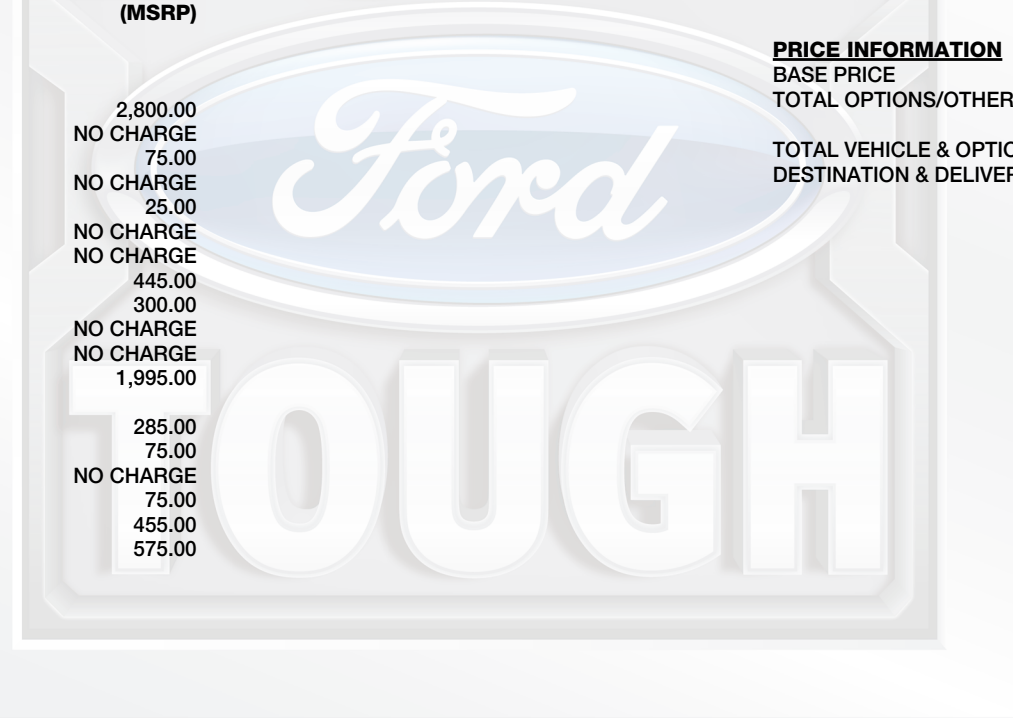 (MSRP)
2,800.00
NO CHARGE
75.00
NO CHARGE
25.00
NO CHARGE
NO CHARGE
445.00
300.00
NO CHARGE
NO CHARGE
1,995.00
285.00
75.00
NO CHARGE
75.00
455.00
575.00
PRICE INFORMATION
BASE PRICE
TOTAL OPTIONS/OTHER
TOTAL VEHICLE & OPTIO
DESTINATION & DELIVER
Ford
TOUGH